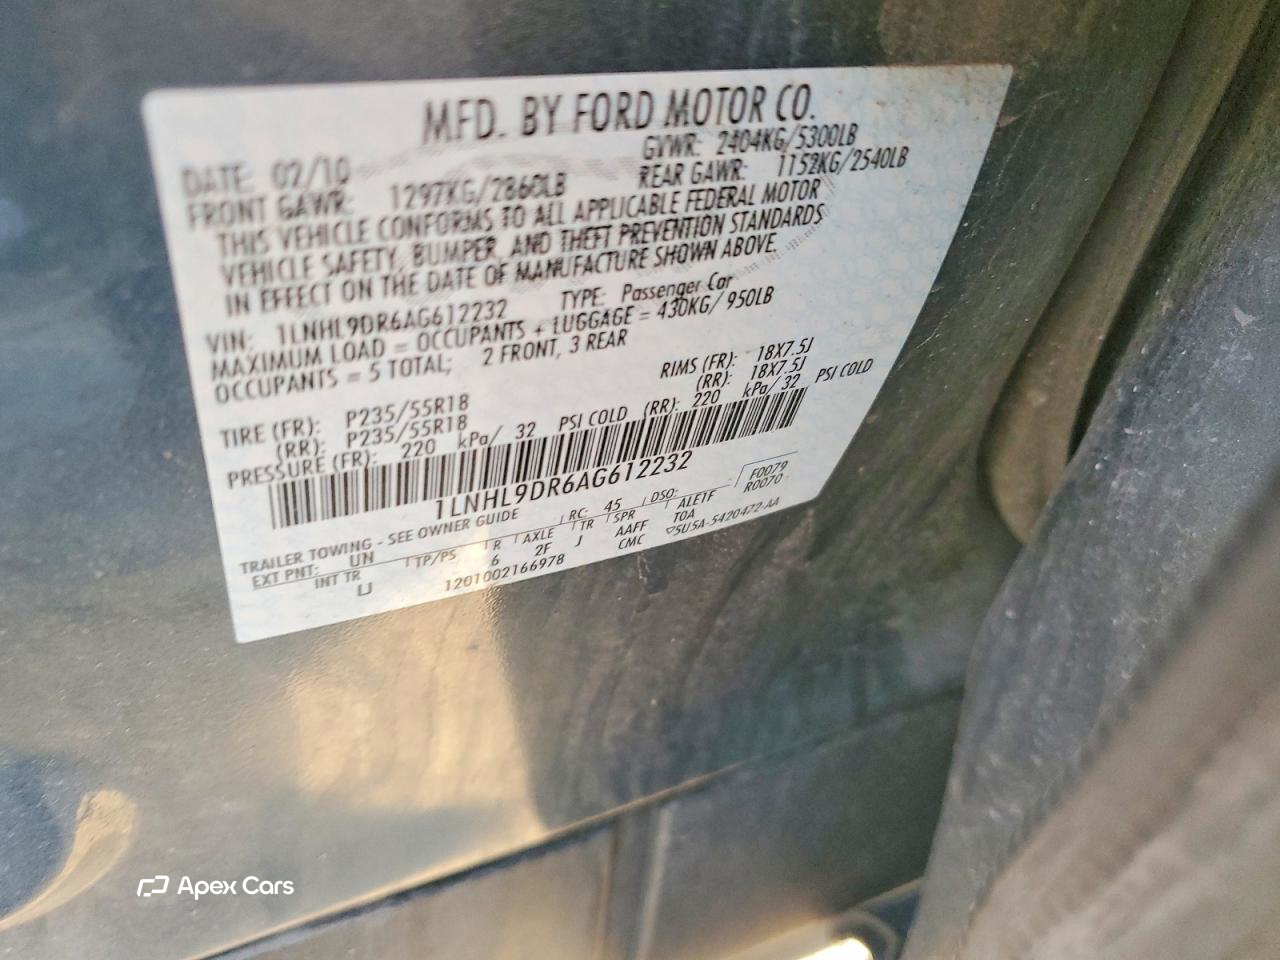 MFD. BY FORD MOTOR CO.
DATE: 02/10 GVWR: 2404KG/5300LB
FRONT GAWR: 1297KG/2860LB REAR GAWR: 1152KG/2540LB
THIS VEHICLE CONFORMS TO ALL APPLICABLE FEDERAL MOTOR
VEHICLE SAFETY, BUMPER, AND THEFT PREVENTION STANDARDS
IN EFFECT ON THE DATE OF MANUFACTURE SHOWN ABOVE.
VIN: 1LNHL9DR6AG612232 TYPE: Passenger Car
MAXIMUM LOAD = OCCUPANTS + LUGGAGE = 430KG/ 950LB
OCCUPANTS = 5 TOTAL; 2 FRONT, 3 REAR
TIRE (FR): P235/55R18 RIMS (FR): 18X7.5J
(RR): P235/55R18 (RR): 18X7.5J
PRESSURE (FR): 220 kPa/ 32 PSI COLD (RR): 220 kPa/ 32 PSI COLD
1LNHL9DR6AG612232
TRAILER TOWING - SEE OWNER GUIDE
F0079
R0070
EXT PNT: UN RC: 45 DSO:
INT TR TP/PS R AXLE TR SPR ALETF
LJ 6 2F J AAFF TOA
1201002166978 CMC 5U5A-5420472-AA
Apex Cars